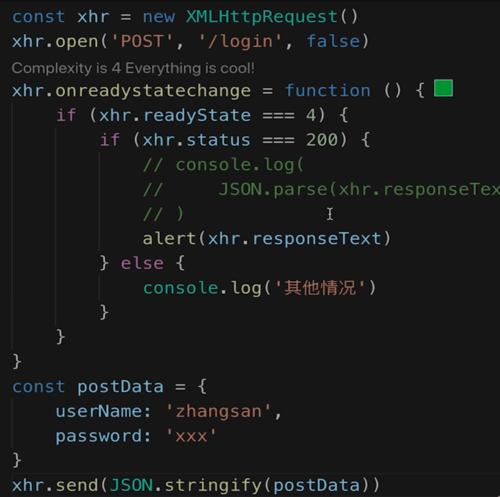 const xhr = new XMLHttpRequest()
xhr.open('POST', '/login', false)
Complexity is 4 Everything is cool!
xhr.onreadystatechange = function () {
    if (xhr.readyState === 4) {
        if (xhr.status === 200) {
            // console.log(
            //     JSON.parse(xhr.responseTex
            // )
            alert(xhr.responseText)
        } else {
            console.log('其他情况')
        }
    }
}
const postData = {
    userName: 'zhangsan',
    password: 'xxx'
}
xhr.send(JSON.stringify(postData))